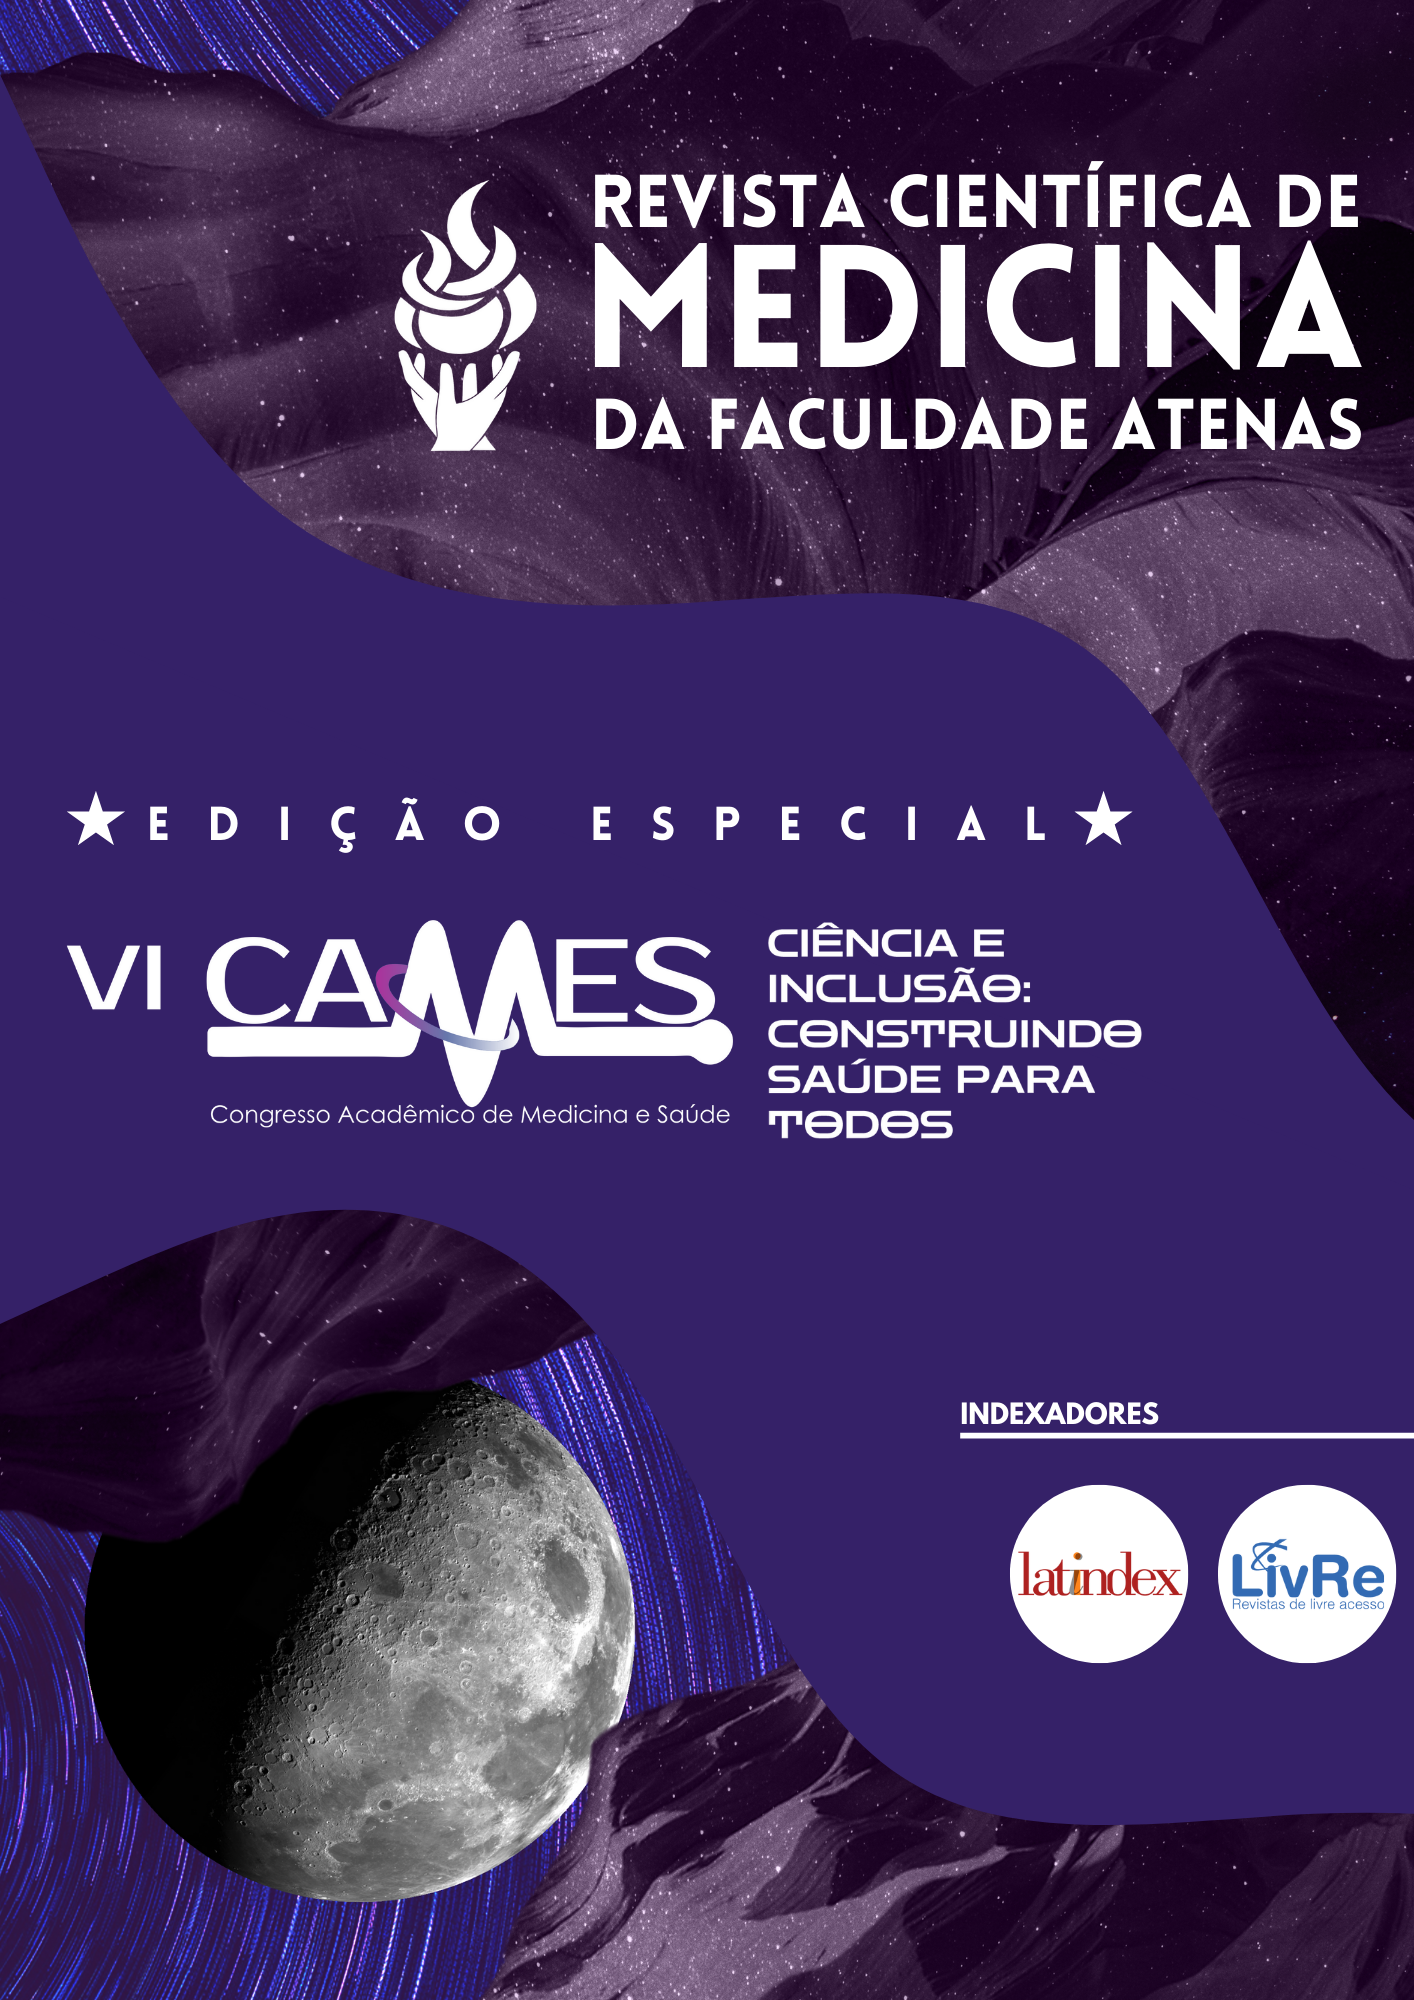 REVISTA CIENTÍFICA DE
MEDICINA
DA FACULDADE ATENAS
EDIÇÃO ESPECIAL
VI CAMES
Congresso Acadêmico de Medicina e Saúde
CIÊNCIA E
INCLUSÃO:
CONSTRUINDO
SAÚDE PARA
TODOS
INDEXADORES
latindex
LivRe
Revistas de livre acesso